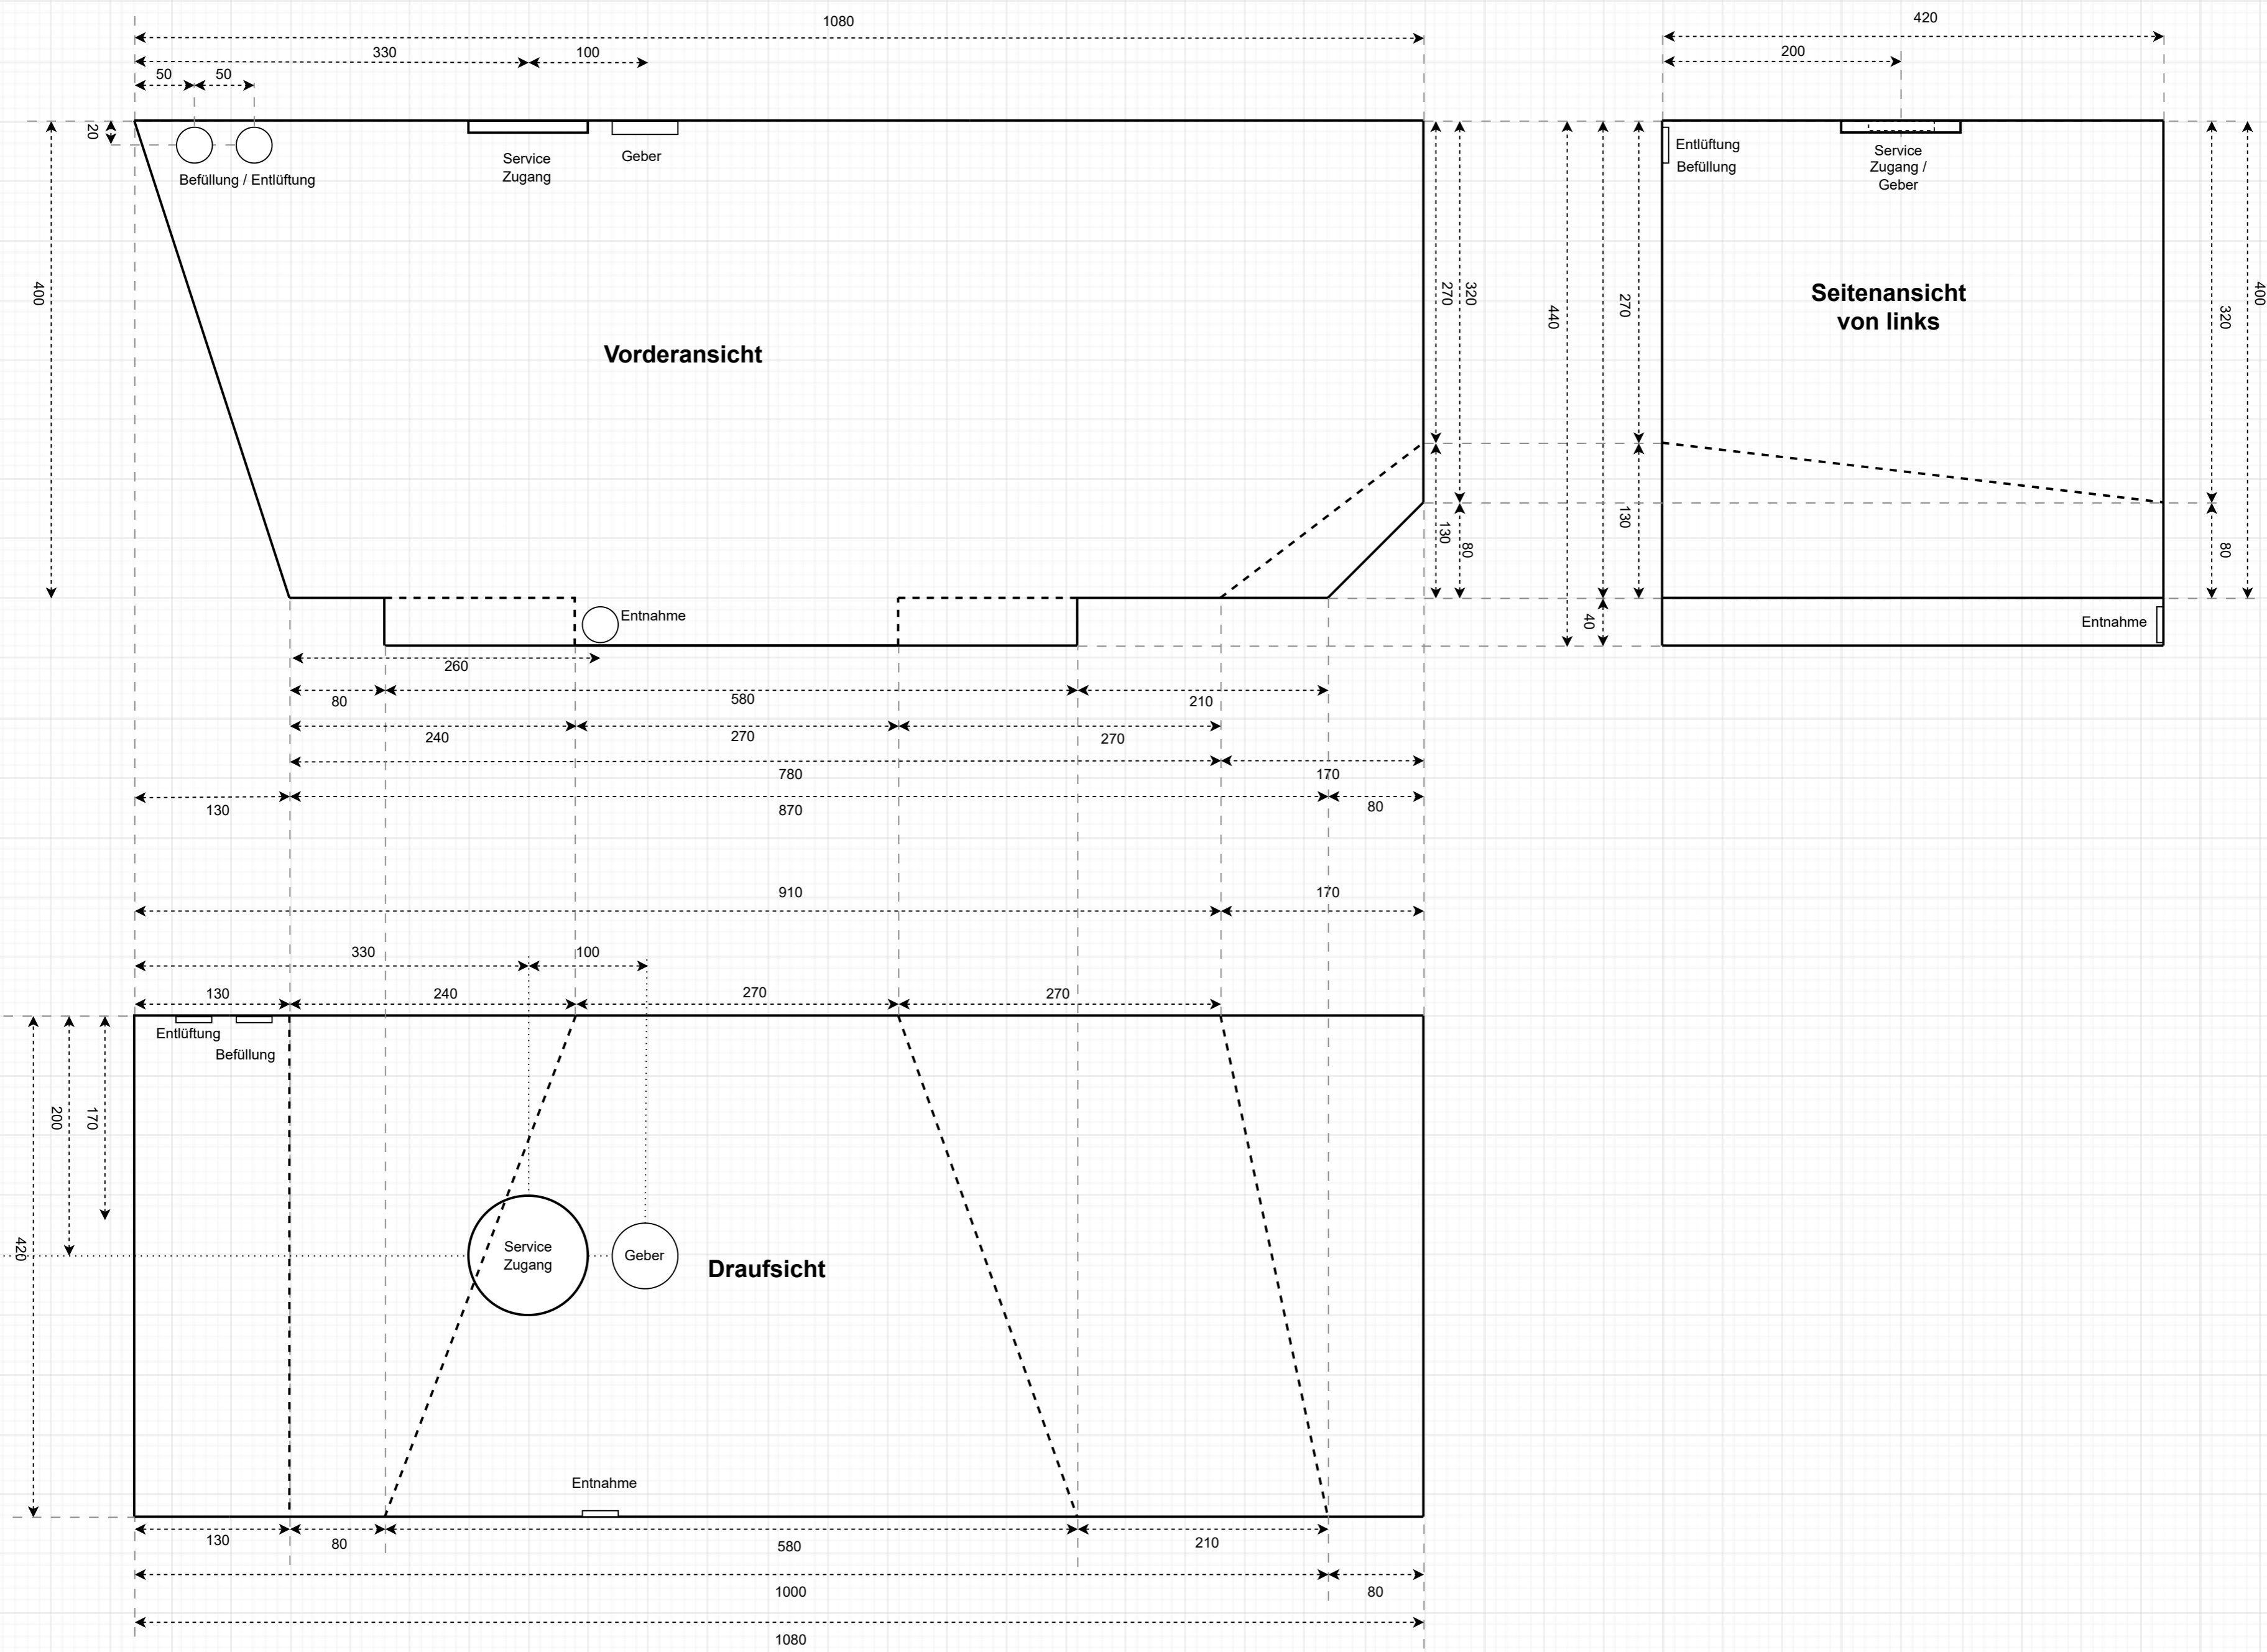 1080
420
330
100
200
50
50
20
Entlüftung
Befüllung
Service
Zugang
Geber
Service
Zugang /
Geber
Befüllung / Entlüftung
400
270
320
440
270
Seitenansicht
von links
320
400
Vorderansicht
130
80
130
80
Entnahme
40
Entnahme
260
80
580
210
240
270
270
780
170
130
870
80
910
170
330
100
130
240
270
270
Entlüftung
Befüllung
200
170
420
Service
Zugang
Geber
Draufsicht
Entnahme
130
80
580
210
1000
80
1080